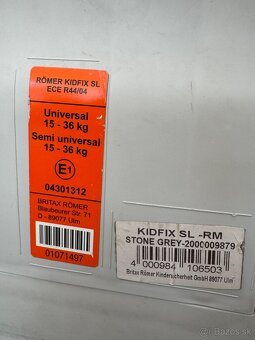 RÖMER KIDFIX SL
ECE R44/04
Universal
15 - 36 kg
Semi universal
15 - 36 kg
E1
04301312
BRITAX RÖMER
Blaubeurer Str. 71
D - 89077 Ulm
01071497
KIDFIX SL -RM
STONE GREY-2000009879
4 000984 106503
Britax Römer Kindersicherheit GmbH 89077 Ulm
bazos.sk